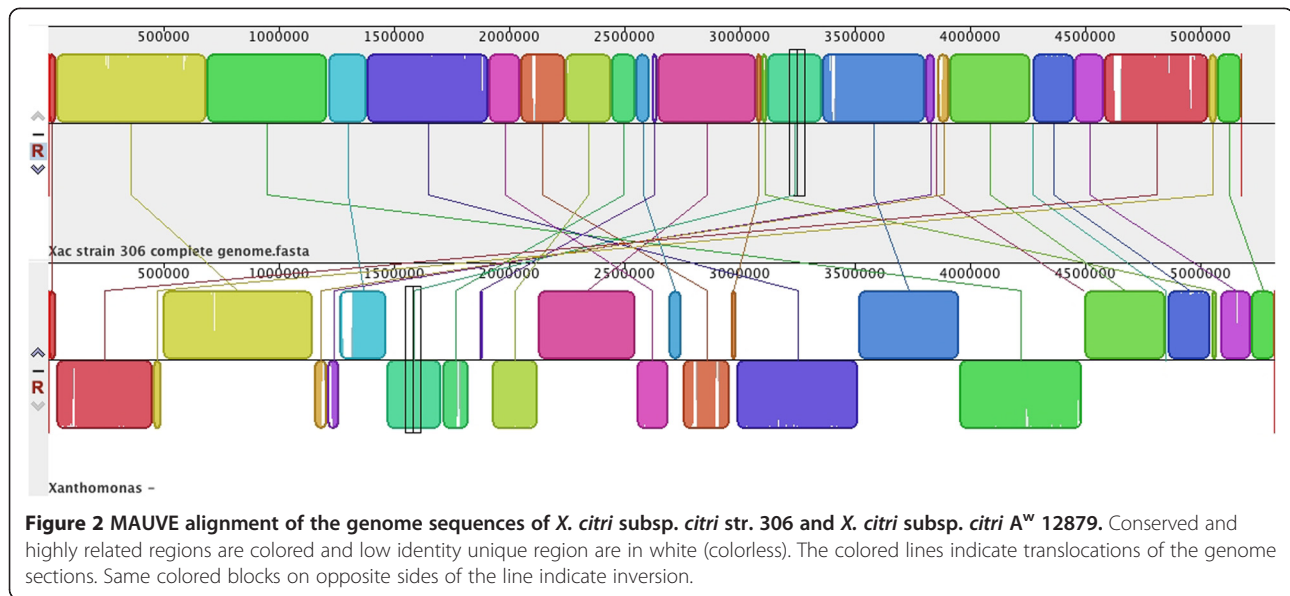 500000 1000000 1500000 2000000 2500000 3000000 3500000 4000000 4500000 5000000
R
Xac strain 306 complete genome.fasta
500000 1000000 1500000 2000000 2500000 3000000 3500000 4000000 4500000 5000000
R
Xanthomonas –
Figure 2 MAUVE alignment of the genome sequences of X. citri subsp. citri str. 306 and X. citri subsp. citri Aʷ 12879. Conserved and
highly related regions are colored and low identity unique region are in white (colorless). The colored lines indicate translocations of the genome
sections. Same colored blocks on opposite sides of the line indicate inversion.